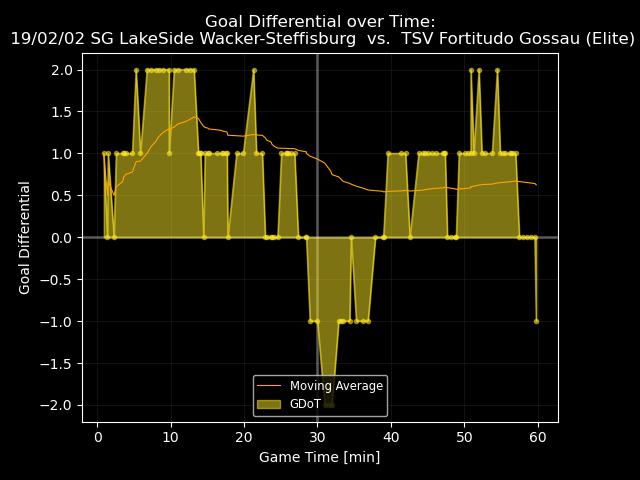 Goal Differential over Time:
19/02/02 SG LakeSide Wacker-Steffisburg  vs.  TSV Fortitudo Gossau (Elite)
2.0
1.5
1.0
0.5
0.0
−0.5
−1.0
−1.5
−2.0
Goal Differential
Moving Average
GDoT
0 10 20 30 40 50 60
Game Time [min]